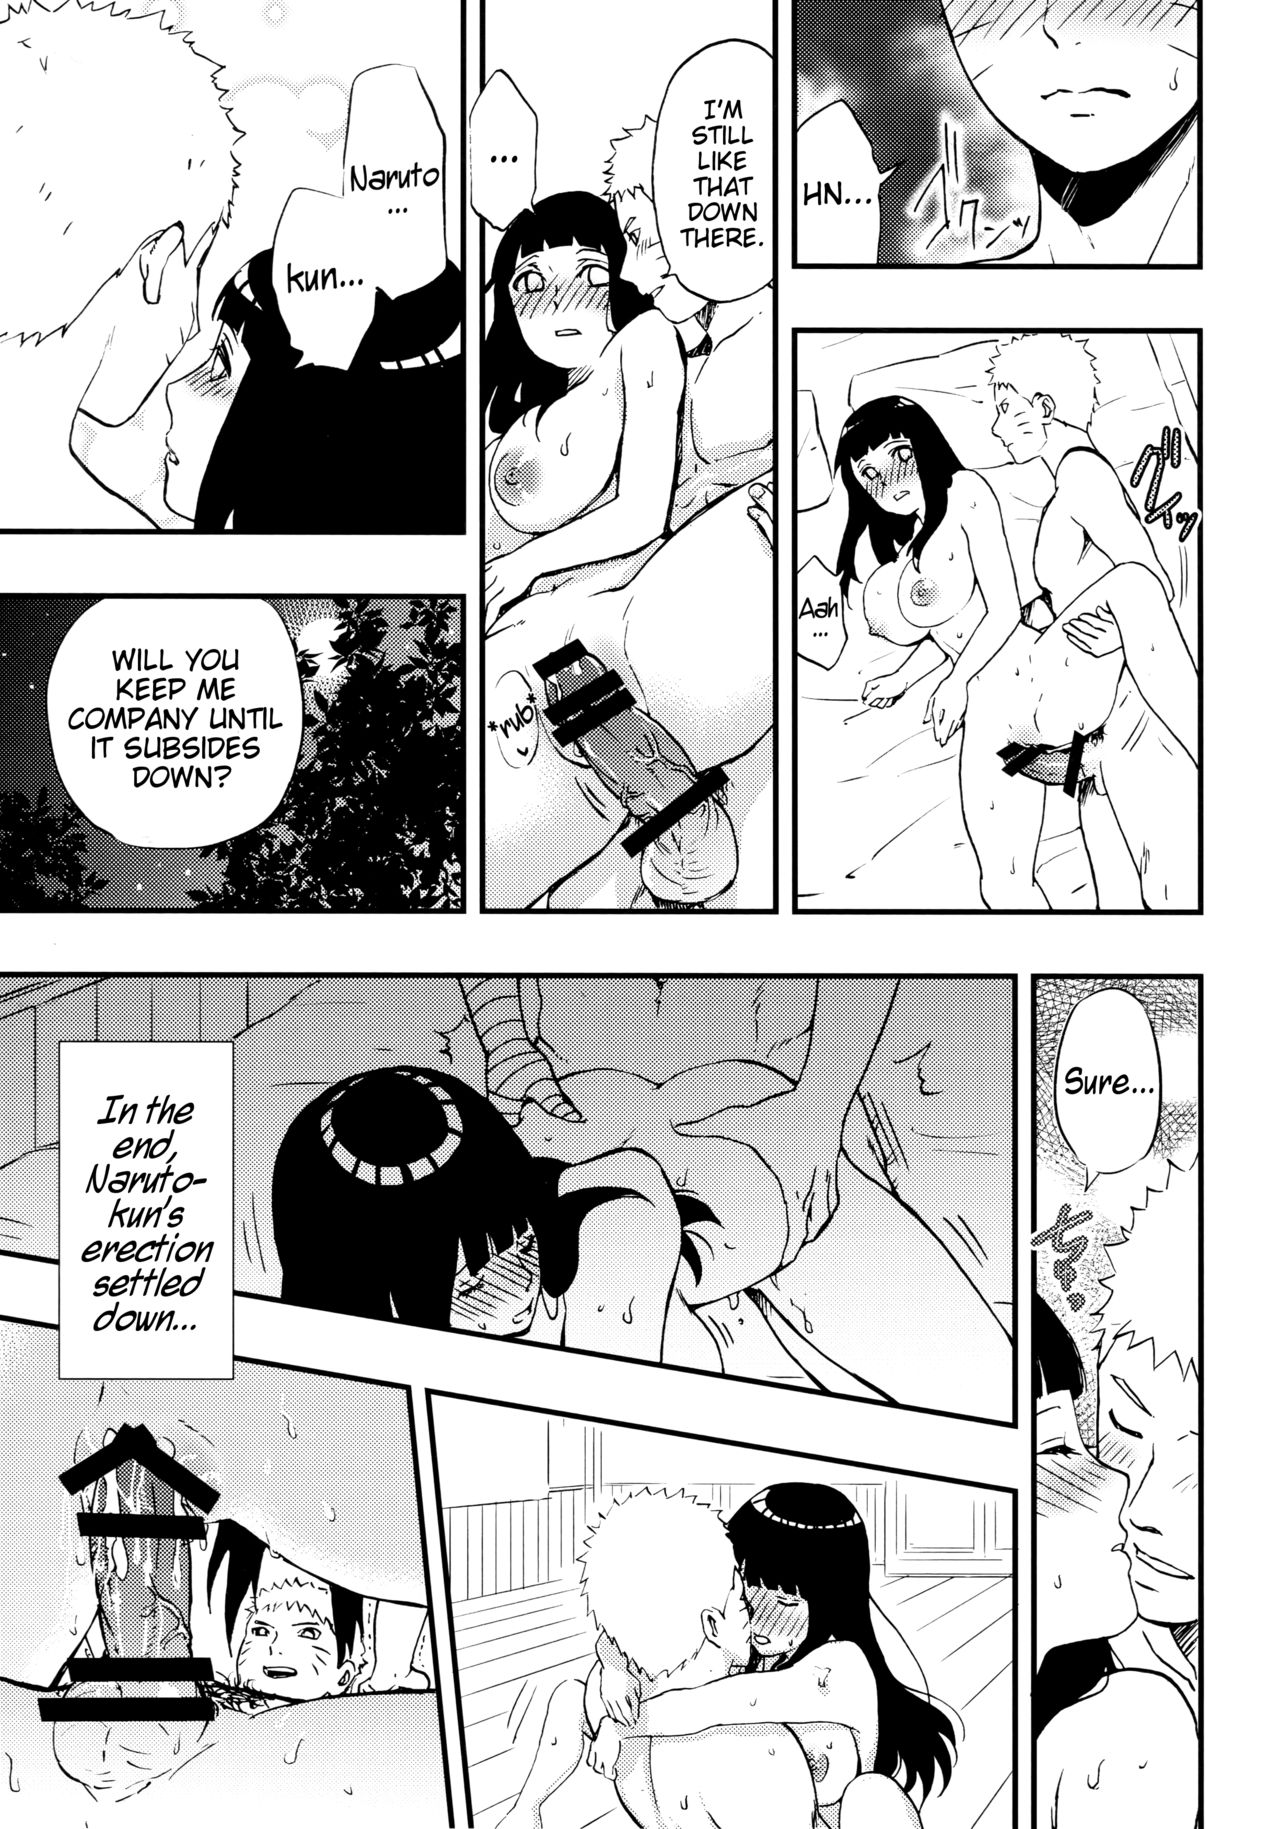 HN...
Aah
...
I'M
STILL
LIKE
THAT
DOWN
THERE.
...
*rub*
Naruto
...
kun...
WILL YOU
KEEP ME
COMPANY UNTIL
IT SUBSIDES
DOWN?
Sure...
In the
end,
Naruto-
kun's
erection
settled
down...